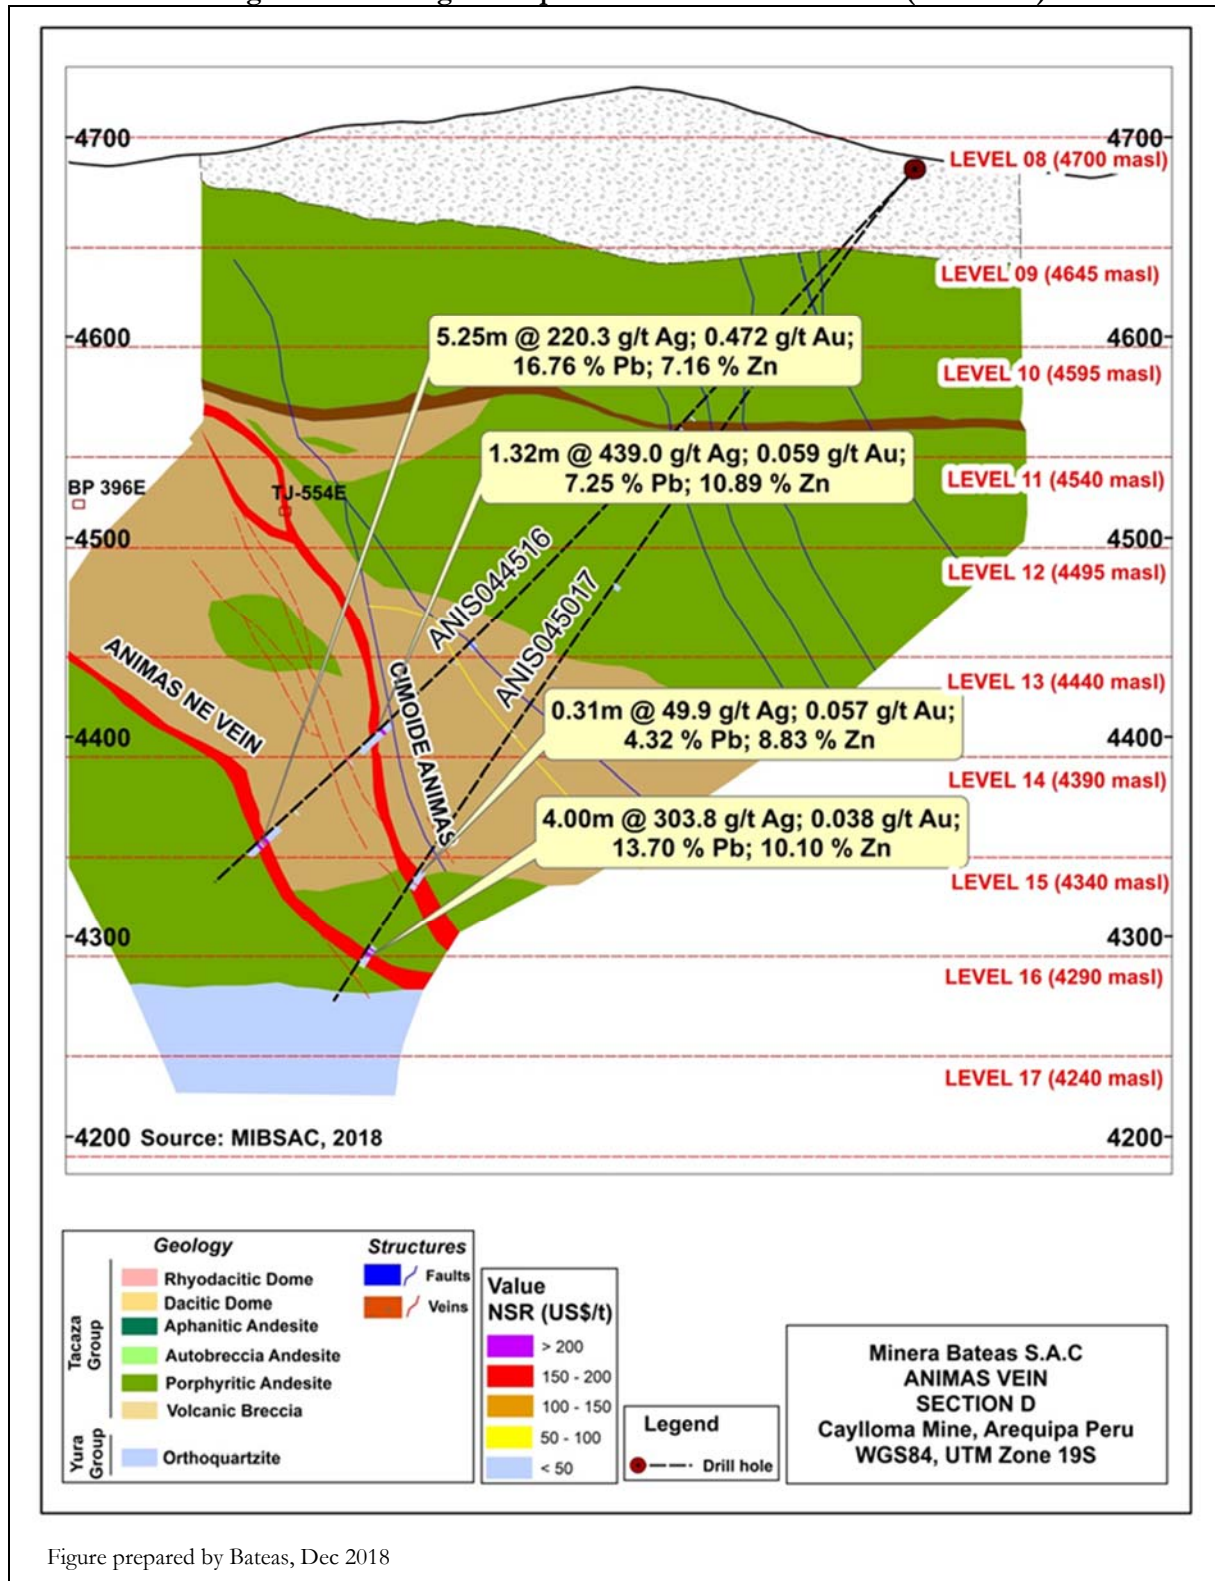 4700
4700
LEVEL 08 (4700 masl)
LEVEL 09 (4645 masl)
4600
4600
5.25m @ 220.3 g/t Ag; 0.472 g/t Au;
16.76 % Pb; 7.16 % Zn
LEVEL 10 (4595 masl)
1.32m @ 439.0 g/t Ag; 0.059 g/t Au;
7.25 % Pb; 10.89 % Zn
LEVEL 11 (4540 masl)
BP 396E
TJ-554E
4500
4500
LEVEL 12 (4495 masl)
ANIS044516
ANIS045017
ANIMAS NE VEIN
CIMOIDE ANIMAS
LEVEL 13 (4440 masl)
0.31m @ 49.9 g/t Ag; 0.057 g/t Au;
4.32 % Pb; 8.83 % Zn
4400
4400
LEVEL 14 (4390 masl)
4.00m @ 303.8 g/t Ag; 0.038 g/t Au;
13.70 % Pb; 10.10 % Zn
LEVEL 15 (4340 masl)
4300
4300
LEVEL 16 (4290 masl)
LEVEL 17 (4240 masl)
4200 Source: MIBSAC, 2018
4200
Geology
Tacaza
Group
Rhyodacitic Dome
Dacitic Dome
Aphanitic Andesite
Autobreccia Andesite
Porphyritic Andesite
Volcanic Breccia
Yura
Group
Orthoquartzite
Structures
Faults
Veins
Value
NSR (US$/t)
> 200
150 - 200
100 - 150
50 - 100
< 50
Legend
Drill hole
Minera Bateas S.A.C
ANIMAS VEIN
SECTION D
Caylloma Mine, Arequipa Peru
WGS84, UTM Zone 19S
Figure prepared by Bateas, Dec 2018